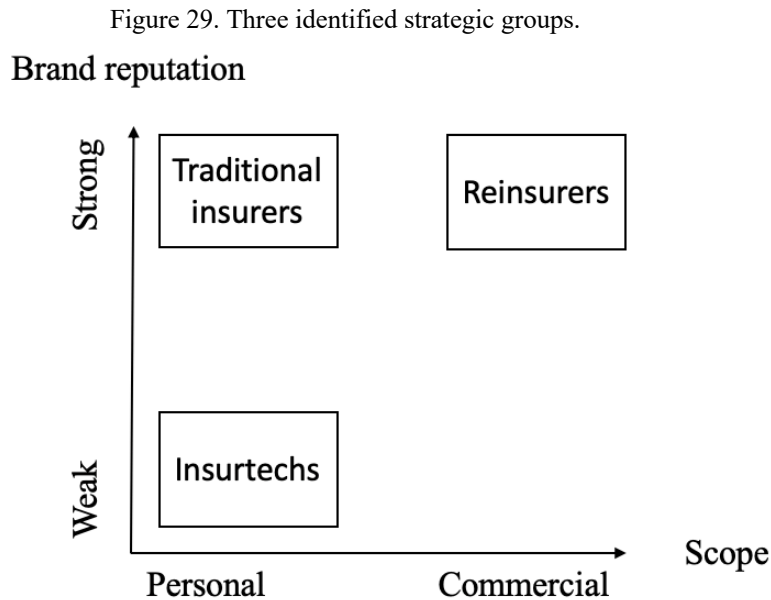 Figure 29. Three identified strategic groups.
Brand reputation
Strong
Traditional
insurers
Reinsurers
Weak
Insurtechs
Scope
Personal
Commercial